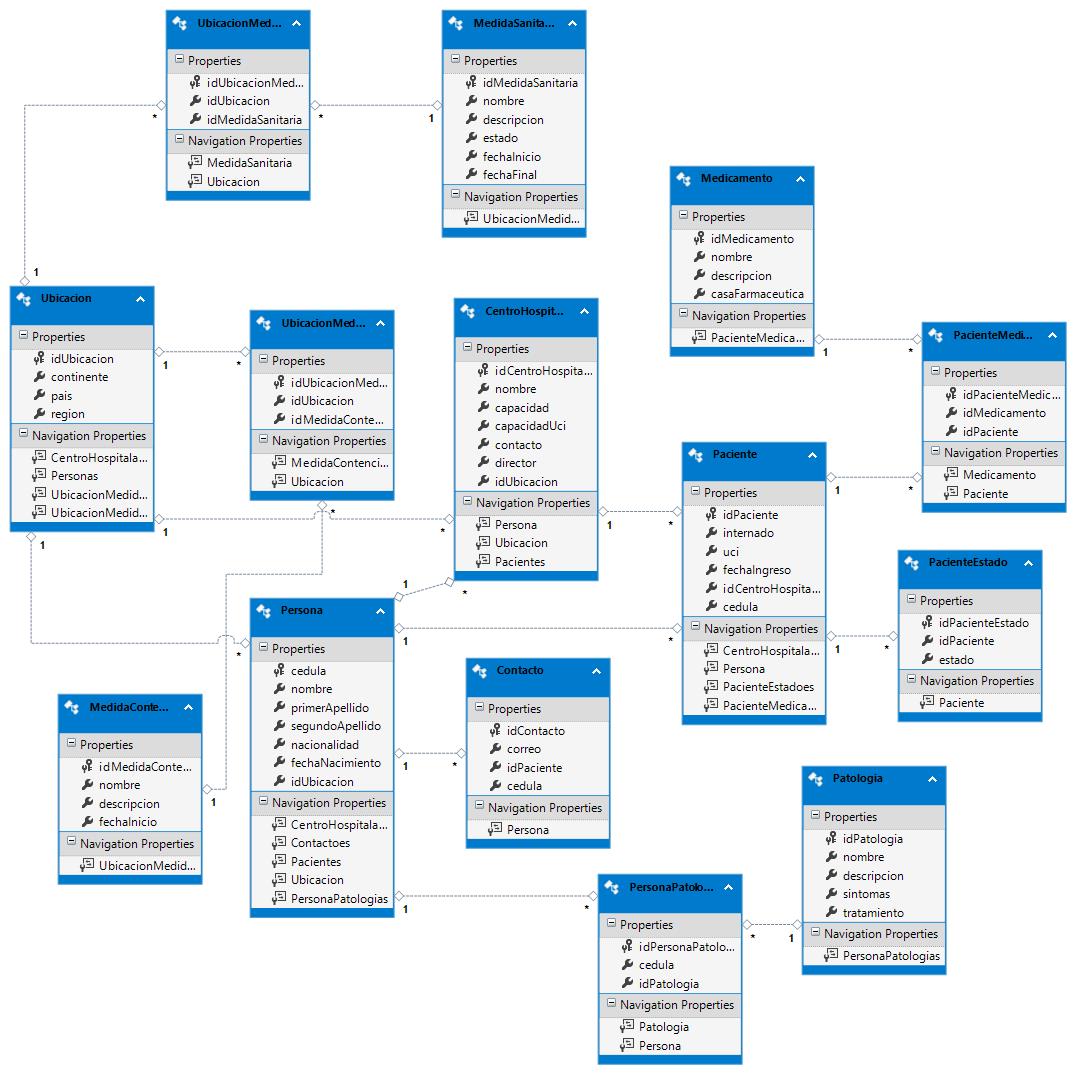 UbicacionMed...
Properties
idUbicacionMed...
idUbicacion
idMedidaSanitaria
Navigation Properties
MedidaSanitaria
Ubicacion
*
*
MedidaSanita...
Properties
idMedidaSanitaria
nombre
descripcion
estado
fechaInicio
fechaFinal
Navigation Properties
UbicacionMedid...
1
Medicamento
Properties
idMedicamento
nombre
descripcion
casaFarmaceutica
Navigation Properties
PacienteMedica...
1
*
1
Ubicacion
Properties
idUbicacion
continente
pais
region
Navigation Properties
CentroHospitala...
Personas
UbicacionMedid...
UbicacionMedid...
1
*
1
*
1
UbicacionMed...
Properties
idUbicacionMed...
idUbicacion
idMedidaConte...
Navigation Properties
MedidaContenci...
Ubicacion
*
CentroHospit...
Properties
idCentroHospita...
nombre
capacidad
capacidadUci
contacto
director
idUbicacion
Navigation Properties
Persona
Ubicacion
Pacientes
1
*
1
*
PacienteMedi...
Properties
idPacienteMedic...
idMedicamento
idPaciente
Navigation Properties
Medicamento
Paciente
Paciente
Properties
idPaciente
internado
uci
fechaIngreso
idCentroHospita...
cedula
Navigation Properties
CentroHospitala...
Persona
PacienteEstadoes
PacienteMedica...
1
*
1
*
PacienteEstado
Properties
idPacienteEstado
idPaciente
estado
Navigation Properties
Paciente
Persona
Properties
cedula
nombre
primerApellido
segundoApellido
nacionalidad
fechaNacimiento
idUbicacion
Navigation Properties
CentroHospitala...
Contactoes
Pacientes
Ubicacion
PersonaPatologias
*
1
*
1
*
1
*
Contacto
Properties
idContacto
correo
idPaciente
cedula
Navigation Properties
Persona
MedidaConte...
Properties
idMedidaConte...
nombre
descripcion
fechaInicio
Navigation Properties
UbicacionMedid...
1
Patologia
Properties
idPatologia
nombre
descripcion
sintomas
tratamiento
Navigation Properties
PersonaPatologias
PersonaPatolo...
Properties
idPersonaPatolo...
cedula
idPatologia
Navigation Properties
Patologia
Persona
*
1